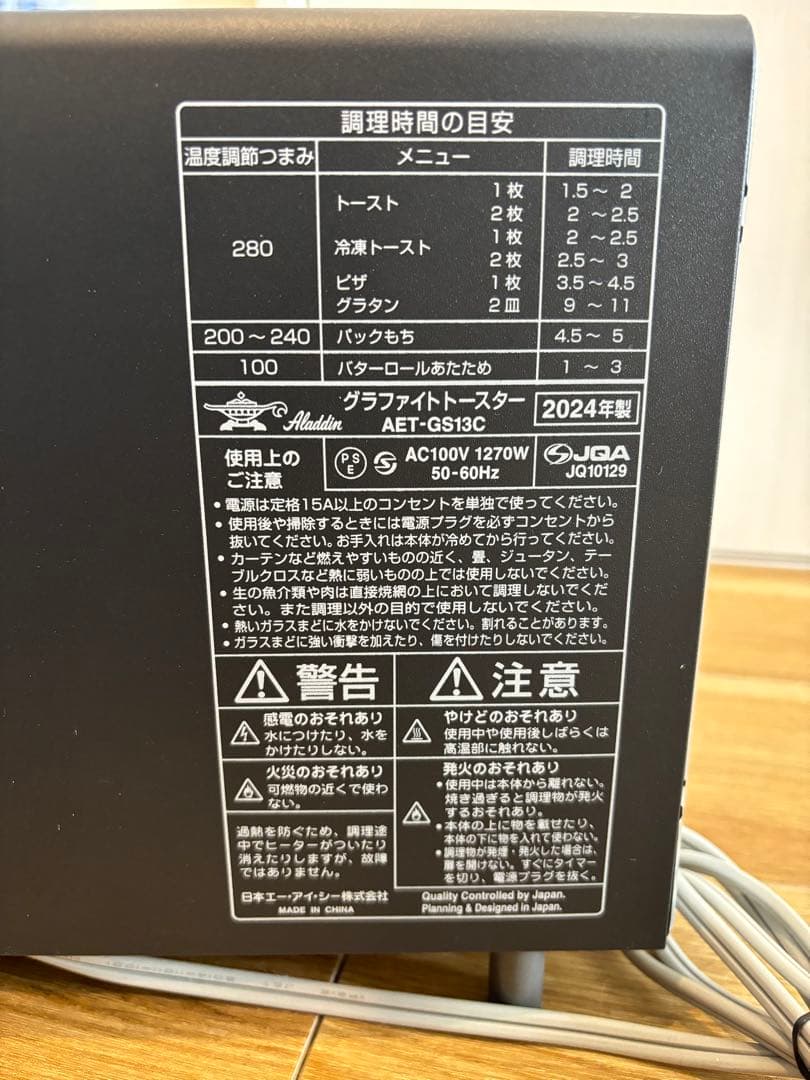 調理時間の目安
温度調節つまみ メニュー 調理時間
280 トースト 1枚 1.5～ 2
2枚 2 ～2.5
冷凍トースト 1枚 2 ～2.5
2枚 2.5～ 3
ピザ 1枚 3.5～4.5
グラタン 2皿 9 ～11
200～240 パックもち 4.5～ 5
100 バターロールあたため 1 ～ 3
Aladdin グラファイトトースター 2024年製
AET-GS13C
使用上のご注意
PSE AC100V 1270W
50-60Hz
JQA
JQ10129
・電源は定格15A以上のコンセントを単独で使ってください。
・使用後や掃除するときには電源プラグを必ずコンセントから
抜いてください。お手入れは本体が冷めてから行ってください。
・カーテンなど燃えやすいものの近く、畳、ジュータン、テー
ブルクロスなど熱に弱いものの上では使用しないでください。
・生の魚介類や肉は直接焼網の上において調理しないでくだ
さい。また調理以外の目的で使用しないでください。
・熱いガラスまどに水をかけないでください。割れることがあります。
・ガラスまどに強い衝撃を加えたり、傷を付けたりしないでください。
警告
感電のおそれあり
水につけたり、水を
かけたりしない。
火災のおそれあり
可燃物の近くで使わ
ない。
過熱を防ぐため、調理途
中でヒーターがついたり
消えたりしますが、故障
ではありません。
日本エー・アイ・シー株式会社
MADE IN CHINA
注意
やけどのおそれあり
使用中や使用後しばらくは
高温部に触れない。
発火のおそれあり
・使用中は本体から離れない。
焼き過ぎると調理物が発火
するおそれあり。
・本体の上に物を載せたり、
本体の下に物を入れて使わない。
・調理物が発煙・発火した場合は、
扉を開けない。すぐにタイマー
を切り、電源プラグを抜く。
Quality Controlled by Japan.
Planning & Designed in Japan.